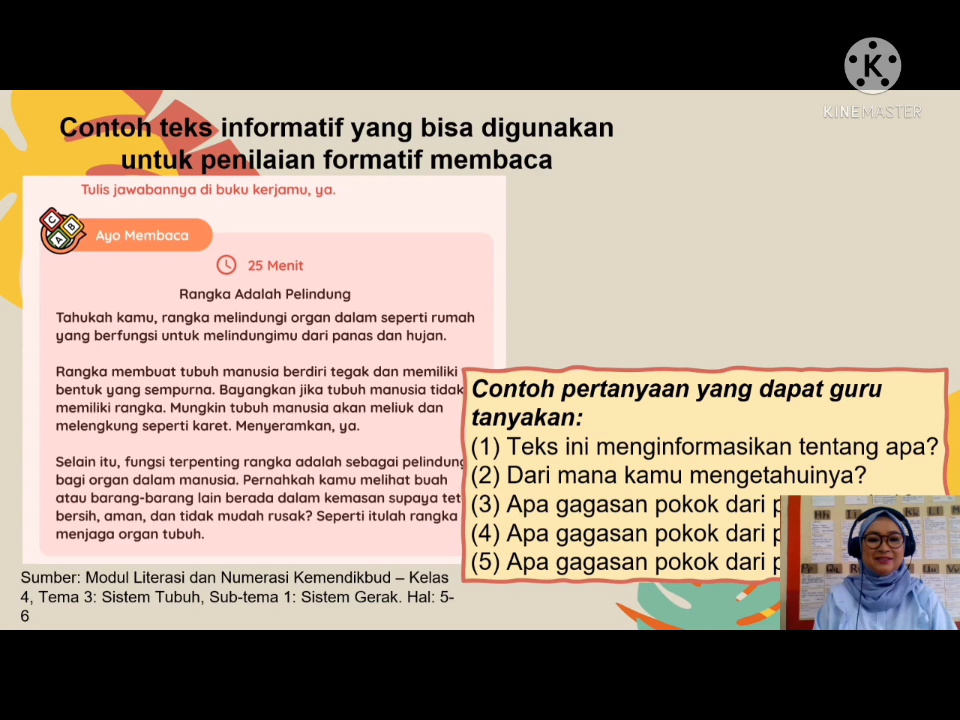 KINEMASTER
Contoh teks informatif yang bisa digunakan
untuk penilaian formatif membaca
Tulis jawabannya di buku kerjamu, ya.
Ayo Membaca
25 Menit
Rangka Adalah Pelindung
Tahukah kamu, rangka melindungi organ dalam seperti rumah
yang berfungsi untuk melindungimu dari panas dan hujan.
Rangka membuat tubuh manusia berdiri tegak dan memiliki
bentuk yang sempurna. Bayangkan jika tubuh manusia tidak
memiliki rangka. Mungkin tubuh manusia akan meliuk dan
melengkung seperti karet. Menyeramkan, ya.
Selain itu, fungsi terpenting rangka adalah sebagai pelindung
bagi organ dalam manusia. Pernahkah kamu melihat buah
atau barang-barang lain berada dalam kemasan supaya
bersih, aman, dan tidak mudah rusak? Seperti itulah rangka
menjaga organ tubuh.
Contoh pertanyaan yang dapat guru
tanyakan:
(1) Teks ini menginformasikan tentang apa?
(2) Dari mana kamu mengetahuinya?
(3) Apa gagasan pokok dari
(4) Apa gagasan pokok dari
(5) Apa gagasan pokok dari
Sumber: Modul Literasi dan Numerasi Kemendikbud – Kelas
4, Tema 3: Sistem Tubuh, Sub-tema 1: Sistem Gerak. Hal: 5-
6